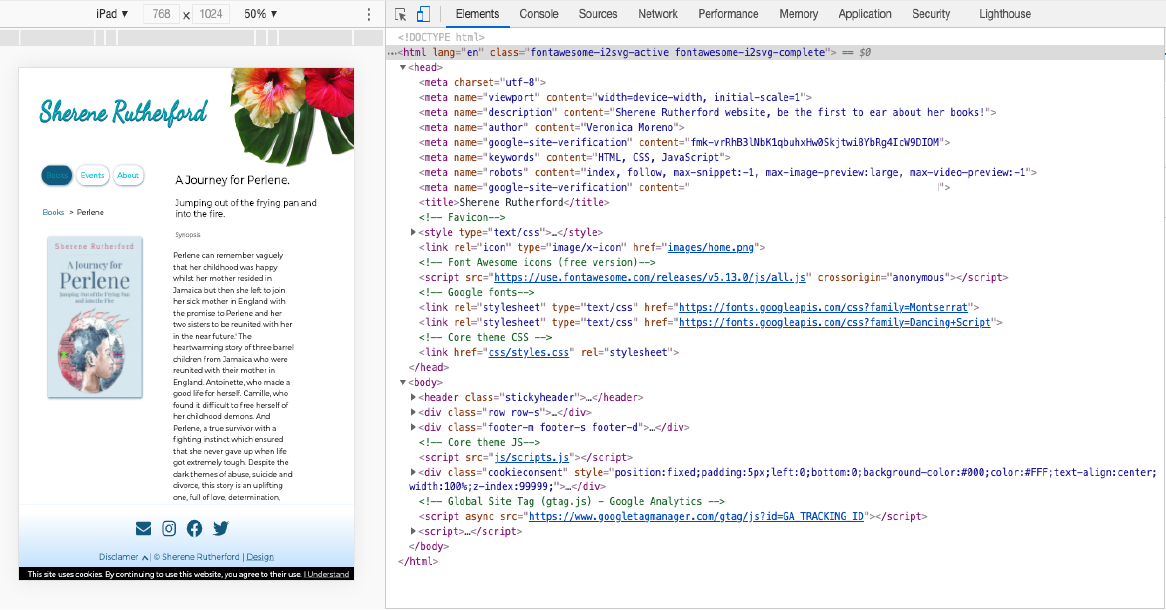 iPad ▼ 768 x 1024 50% ▼
Elements Console Sources Network Performance Memory Application Security Lighthouse
Sherene Rutherford
Books Events About
Books > Perlene
Sherene Rutherford
A Journey for
Perlene
Jumping Out of the Frying Pan
and into the Fire
A Journey for Perlene.
Jumping out of the frying pan and
into the fire.
Synopsis
Perlene can remember vaguely
that her childhood was happy
whilst her mother resided in
Jamaica but then she left to join
her sick mother in England with
the promise to Perlene and her
two sisters to be reunited with her
in the near future.' The
heartwarming story of three barrel
children from Jamaica who were
reunited with their mother in
England. Antoinette, who made a
good life for herself. Camille, who
found it difficult to free herself of
her childhood demons. And
Perlene, a true survivor with a
fighting instinct which ensured
that she never gave up when life
got extremely tough. Despite the
dark themes of abuse, suicide and
divorce, this story is an uplifting
one, full of love, determination,
Disclamer | © Sherene Rutherford | Design
This site uses cookies. By continuing to use this website, you agree to their use. I Understand
<!DOCTYPE html>
…<html lang="en" class="fontawesome-i2svg-active fontawesome-i2svg-complete"> == $0
▼<head>
<meta charset="utf-8">
<meta name="viewport" content="width=device-width, initial-scale=1">
<meta name="description" content="Sherene Rutherford website, be the first to ear about her books!">
<meta name="author" content="Veronica Moreno">
<meta name="google-site-verification" content="fmk-vrRhB3lNbK1qbuhxHw0Skjtwi8YbRg4IcW9DIOM">
<meta name="keywords" content="HTML, CSS, JavaScript">
<meta name="robots" content="index, follow, max-snippet:-1, max-image-preview:large, max-video-preview:-1">
<meta name="google-site-verification" content=" ">
<title>Sherene Rutherford</title>
<!-- Favicon-->
▶<style type="text/css">…</style>
<link rel="icon" type="image/x-icon" href="images/home.png">
<!-- Font Awesome icons (free version)-->
<script src="https://use.fontawesome.com/releases/v5.13.0/js/all.js" crossorigin="anonymous"></script>
<!-- Google fonts-->
<link rel="stylesheet" type="text/css" href="https://fonts.googleapis.com/css?family=Montserrat">
<link rel="stylesheet" type="text/css" href="https://fonts.googleapis.com/css?family=Dancing+Script">
<!-- Core theme CSS -->
<link href="css/styles.css" rel="stylesheet">
</head>
▼<body>
▶<header class="stickyheader">…</header>
▶<div class="row row-s">…</div>
▶<div class="footer-m footer-s footer-d">…</div>
<!-- Core theme JS-->
<script src="js/scripts.js"></script>
▶<div class="cookieconsent" style="position:fixed;padding:5px;left:0;bottom:0;background-color:#000;color:#FFF;text-align:center;
width:100%;z-index:99999;">…</div>
<!-- Global Site Tag (gtag.js) - Google Analytics -->
<script async src="https://www.googletagmanager.com/gtag/js?id=GA_TRACKING_ID"></script>
▶<script>…</script>
</body>
</html>